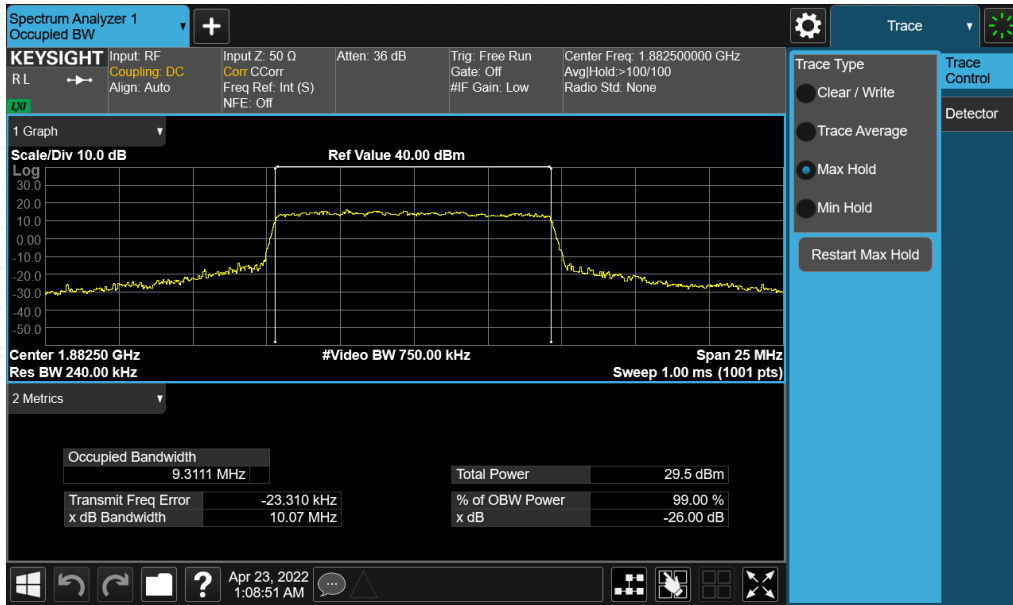 Spectrum Analyzer 1
Occupied BW
+
Trace
KEYSIGHT
R L
LXI
Input: RF
Coupling: DC
Align: Auto
Input Z: 50 Ω
Corr CCorr
Freq Ref: Int (S)
NFE: Off
Atten: 36 dB
Trig: Free Run
Gate: Off
#IF Gain: Low
Center Freq: 1.882500000 GHz
Avg|Hold:>100/100
Radio Std: None
Trace Type
Clear / Write
Trace Average
Max Hold
Min Hold
Restart Max Hold
Trace
Control
Detector
1 Graph
Scale/Div 10.0 dB
Ref Value 40.00 dBm
Log
30.0
20.0
10.0
0.00
-10.0
-20.0
-30.0
-40.0
-50.0
Center 1.88250 GHz
#Video BW 750.00 kHz
Span 25 MHz
Res BW 240.00 kHz
Sweep 1.00 ms (1001 pts)
2 Metrics
Occupied Bandwidth
9.3111 MHz
Total Power 29.5 dBm
Transmit Freq Error -23.310 kHz
% of OBW Power 99.00 %
x dB Bandwidth 10.07 MHz
x dB -26.00 dB
?
Apr 23, 2022
1:08:51 AM